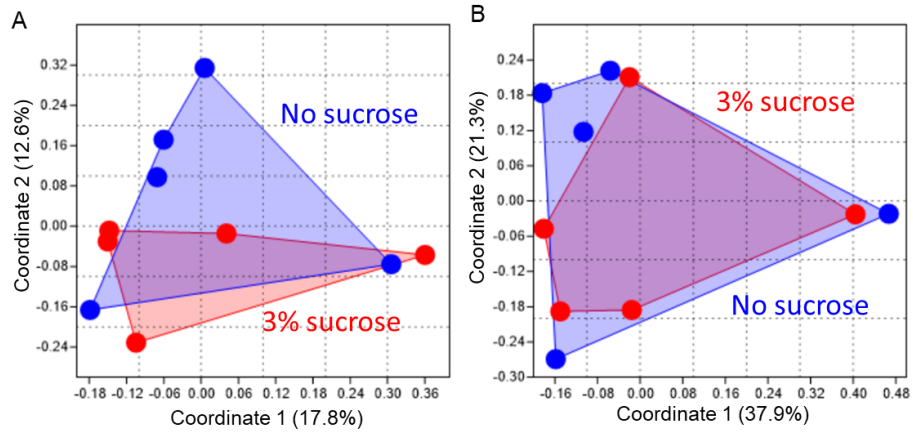 A
0.32
0.24
0.16
0.08
0.00
-0.08
-0.16
-0.24
Coordinate 2 (12.6%)
No sucrose
3% sucrose
-0.18 -0.12 -0.06 0.00 0.06 0.12 0.18 0.24 0.30 0.36
Coordinate 1 (17.8%)
B
0.24
0.18
0.12
0.06
0.00
-0.06
-0.12
-0.18
-0.24
-0.30
Coordinate 2 (21.3%)
3% sucrose
No sucrose
-0.16 -0.08 0.00 0.08 0.16 0.24 0.32 0.40 0.48
Coordinate 1 (37.9%)